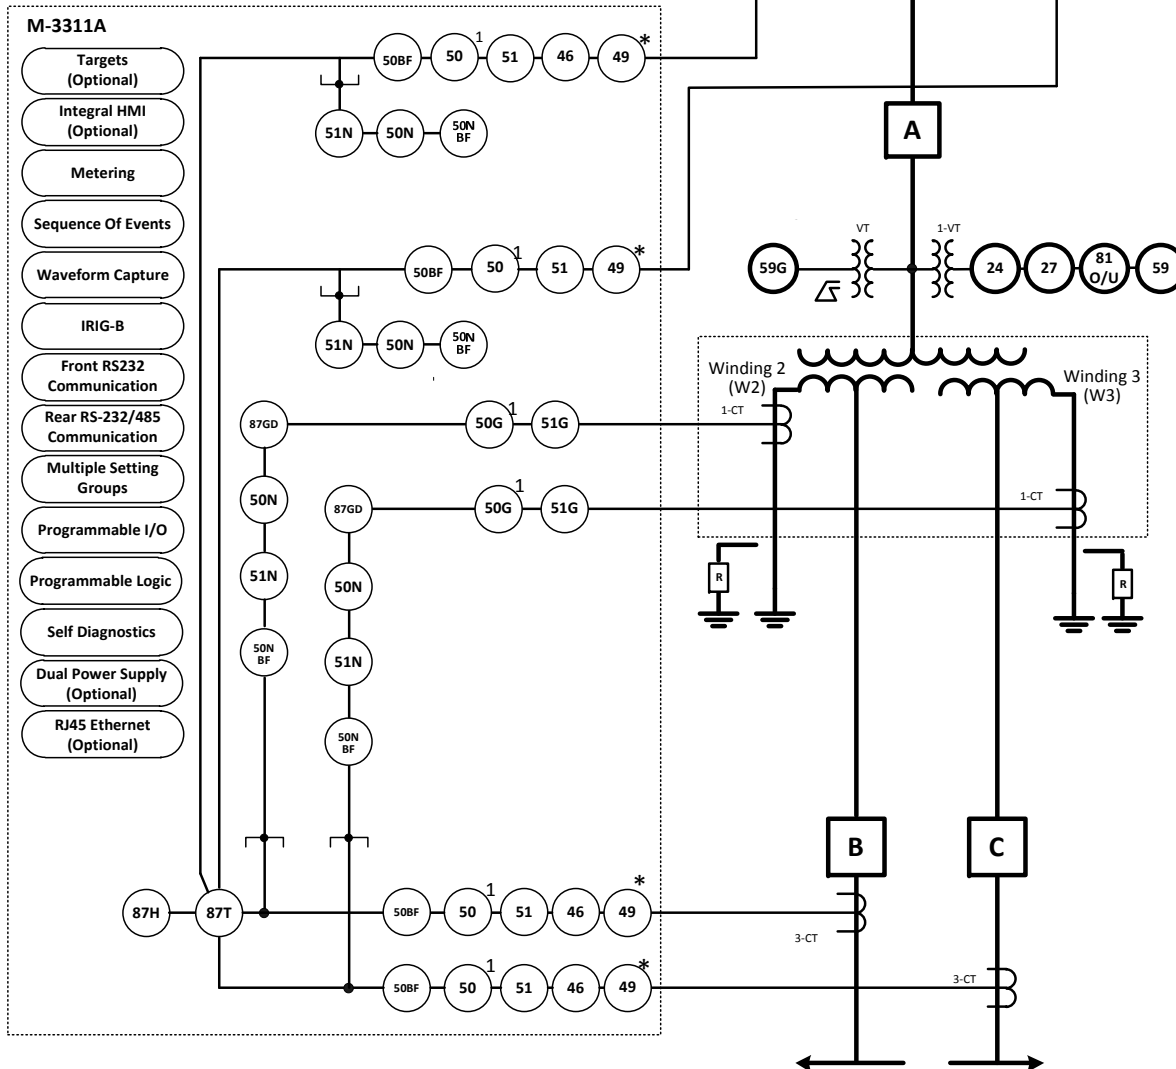 M-3311A
Targets
(Optional)
Integral HMI
(Optional)
Metering
Sequence Of Events
Waveform Capture
IRIG-B
Front RS232
Communication
Rear RS-232/485
Communication
Multiple Setting
Groups
Programmable I/O
Programmable Logic
Self Diagnostics
Dual Power Supply
(Optional)
RJ45 Ethernet
(Optional)
50BF 50 1 51 46 49 *
51N 50N 50N
BF
50BF 50 1 51 49 *
51N 50N 50N
BF
87GD 50G 1 51G
50N
51N
50N
BF
87GD 50G 1 51G
50N
51N
50N
BF
87H 87T 50BF 50 1 51 46 49 *
50BF 50 1 51 46 49 *
A
VT
1-VT
59G
24 27 81
O/U 59
Winding 2
(W2)
Winding 3
(W3)
1-CT
1-CT
R
R
B
C
3-CT
3-CT